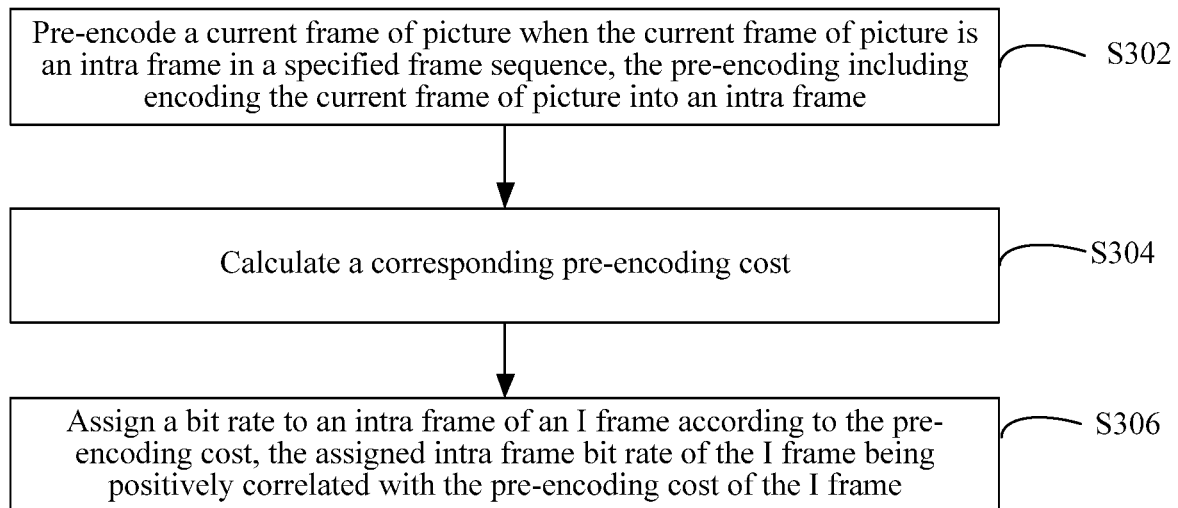 Pre-encode a current frame of picture when the current frame of picture is
an intra frame in a specified frame sequence, the pre-encoding including
encoding the current frame of picture into an intra frame
S302
Calculate a corresponding pre-encoding cost
S304
Assign a bit rate to an intra frame of an I frame according to the pre-
encoding cost, the assigned intra frame bit rate of the I frame being
positively correlated with the pre-encoding cost of the I frame
S306